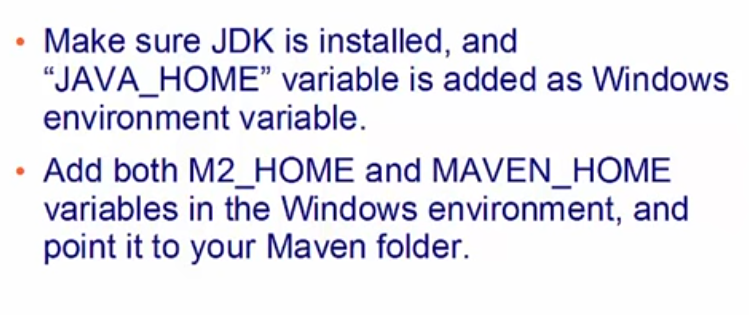 • Make sure JDK is installed, and
“JAVA_HOME” variable is added as Windows
environment variable.
• Add both M2_HOME and MAVEN_HOME
variables in the Windows environment, and
point it to your Maven folder.